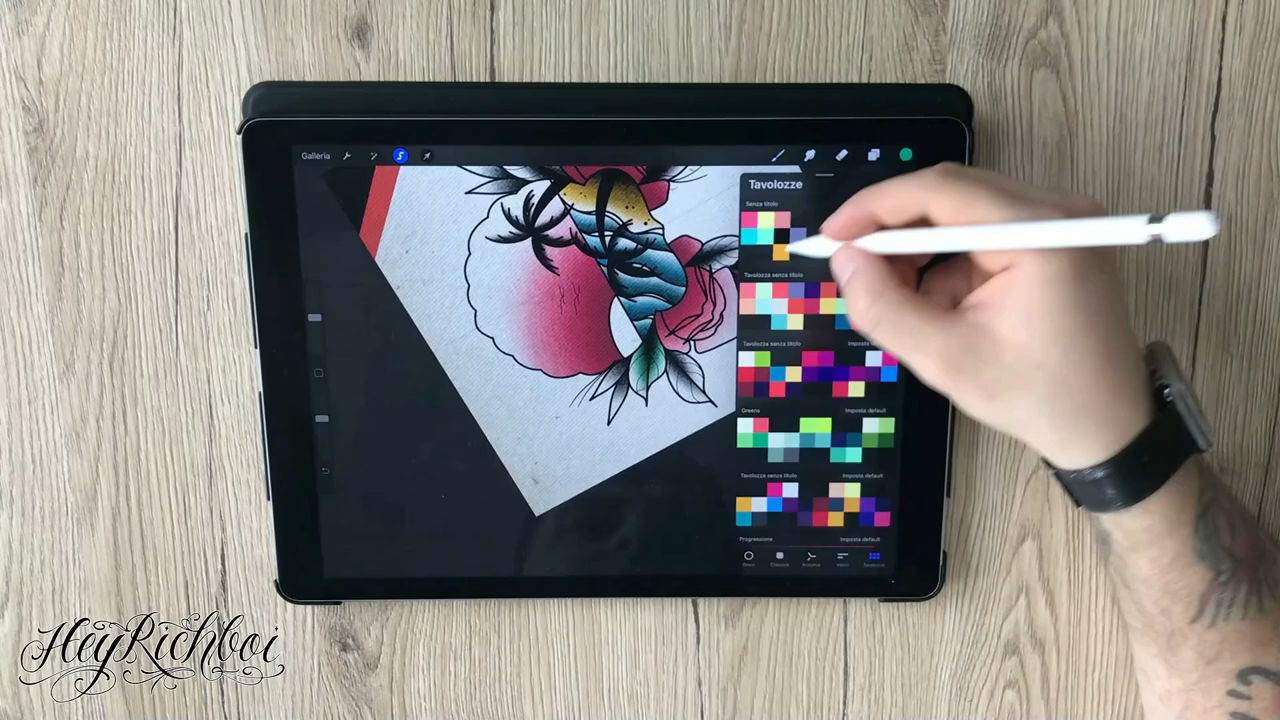 Galleria
Tavolozze
Senza titolo
Tavolozza senza titolo
Tavolozza senza titolo
Greens Imposta default
Tavolozza senza titolo Imposta default
Progressione Imposta default
HeyRichboi